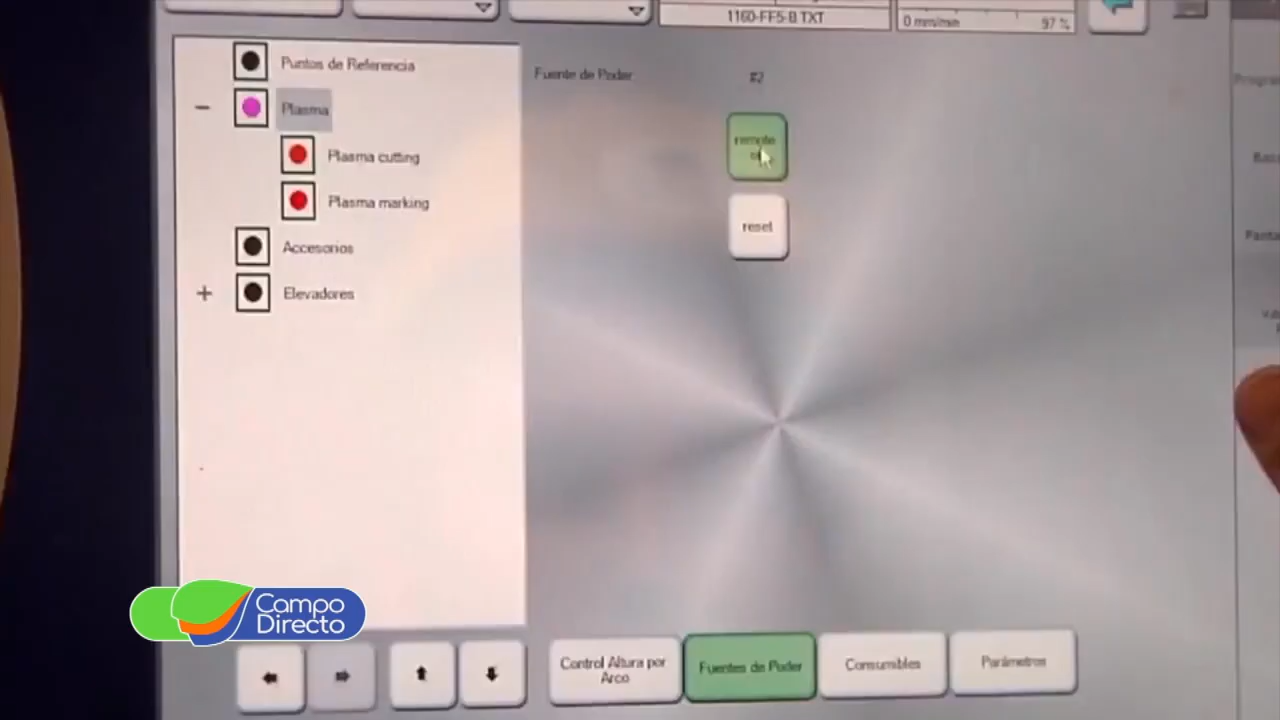 1160-FF5-B.TXT
0 mm/min
97 %
Puntos de Referencia
Plasma
Plasma cutting
Plasma marking
Accesorios
Elevadores
Fuente de Poder
#2
remote
reset
Campo
Directo
Control Altura por
Arco
Fuentes de Poder
Consumibles
Parámetros